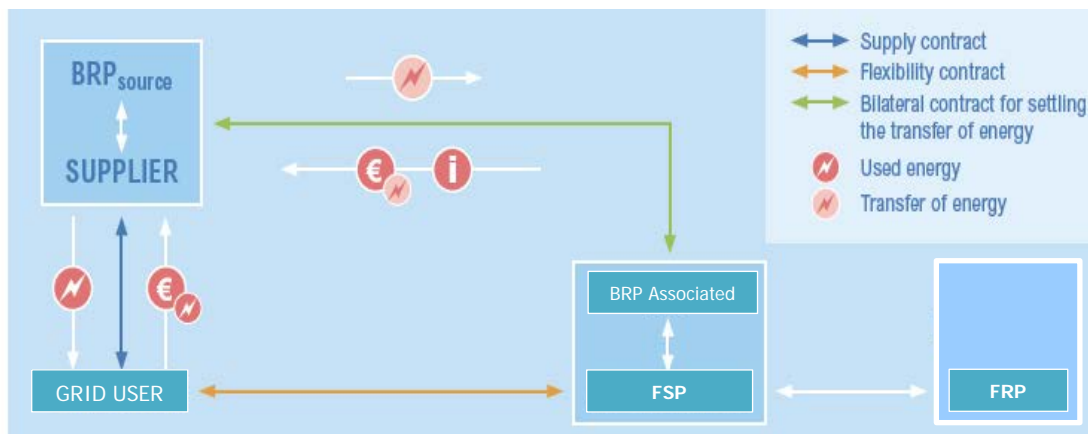 BRPsource
SUPPLIER
€
i
€
GRID USER
BRP Associated
FSP
FRP
Supply contract
Flexibility contract
Bilateral contract for settling
the transfer of energy
Used energy
Transfer of energy